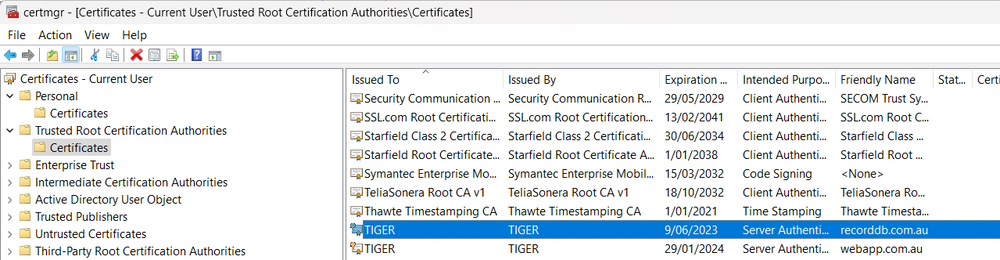 certmgr - [Certificates - Current User\Trusted Root Certification Authorities\Certificates]
File Action View Help
Certificates - Current User
Personal
Certificates
Trusted Root Certification Authorities
Certificates
Enterprise Trust
Intermediate Certification Authorities
Active Directory User Object
Trusted Publishers
Untrusted Certificates
Third-Party Root Certification Authorities
Issued To Issued By Expiration ... Intended Purpo... Friendly Name Stat... Certi
Security Communication ... Security Communication R... 29/05/2029 Client Authenti... SECOM Trust Sy...
SSL.com Root Certificat... SSL.com Root Certificat... 13/02/2041 Client Authenti... SSL.com Root C...
Starfield Class 2 Certifica... Starfield Class 2 Certificat... 30/06/2034 Client Authenti... Starfield Class ...
Starfield Root Certificate... Starfield Root Certificate A... 1/01/2038 Client Authenti... Starfield Root C...
Symantec Enterprise Mobil... Symantec Enterprise Mobil... 15/03/2032 Code Signing <None>
TeliaSonera Root CA v1 TeliaSonera Root CA v1 18/10/2032 Client Authenti... TeliaSonera Ro...
Thawte Timestamping CA Thawte Timestamping CA 1/01/2021 Time Stamping Thawte Timesta...
TIGER TIGER 9/06/2023 Server Authenti... recorddb.com.au
TIGER TIGER 29/01/2024 Server Authenti... webapp.com.au